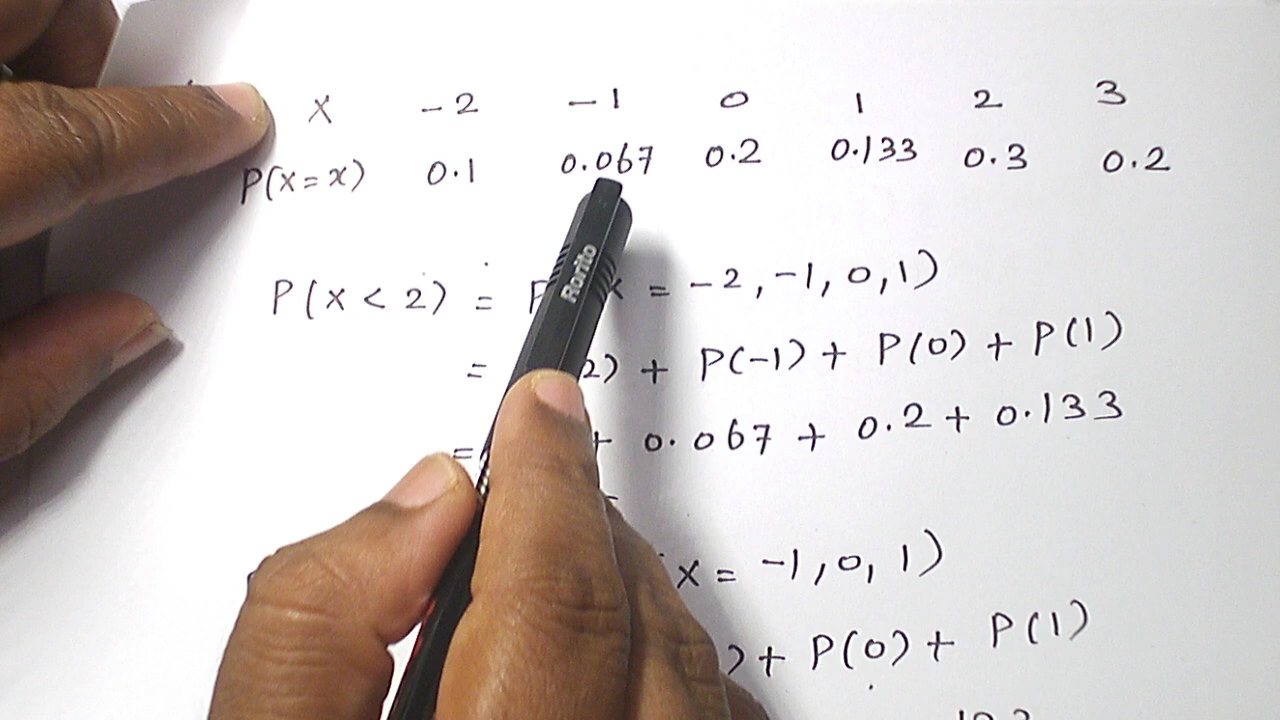 x -2 -1 0 1 2 3
P(x=x) 0.1 0.067 0.2 0.133 0.3 0.2
P(x<2) = = -2,-1,0,1)
= 2) + P(-1) + P(0) + P(1)
= + 0.067 + 0.2 + 0.133
x = -1,0,1)
) + P(0) + P(1)
Rorito